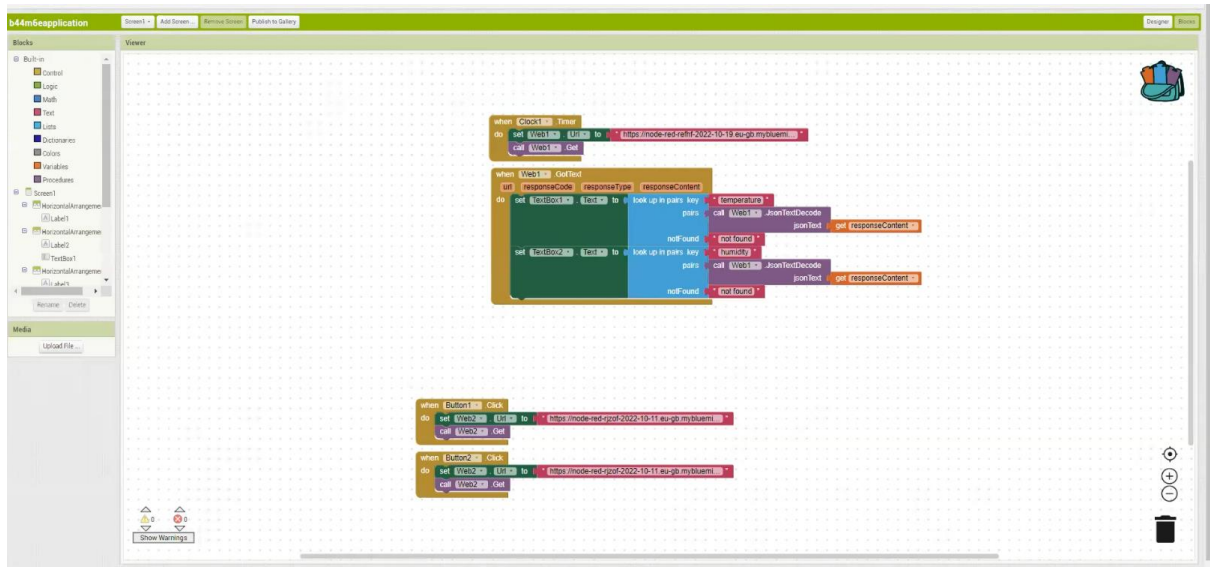 b44m6eapplication Screen1 Add Screen ... Remove Screen Publish to Gallery Designer Blocks
Blocks Viewer
Built-in
Control
Logic
Math
Text
Lists
Dictionaries
Colors
Variables
Procedures
Screen1
HorizontalArrangemen
Label1
HorizontalArrangemen
Label2
TextBox1
HorizontalArrangemen
Label3
Rename Delete
Media
Upload File ...
when Clock1 .Timer
do set Web1 . Url to " https://node-red-refhf-2022-10-19.eu-gb.mybluemi... "
call Web1 .Get
when Web1 .GotText
url responseCode responseType responseContent
do set TextBox1 . Text to look up in pairs key " temperature "
pairs call Web1 .JsonTextDecode
jsonText get responseContent
notFound " not found "
set TextBox2 . Text to look up in pairs key " humidity "
pairs call Web1 .JsonTextDecode
jsonText get responseContent
notFound " not found "
when Button1 .Click
do set Web2 . Url to " https://node-red-rjzof-2022-10-11.eu-gb.mybluemi... "
call Web2 .Get
when Button2 .Click
do set Web2 . Url to " https://node-red-rjzof-2022-10-11.eu-gb.mybluemi... "
call Web2 .Get
0 0
Show Warnings